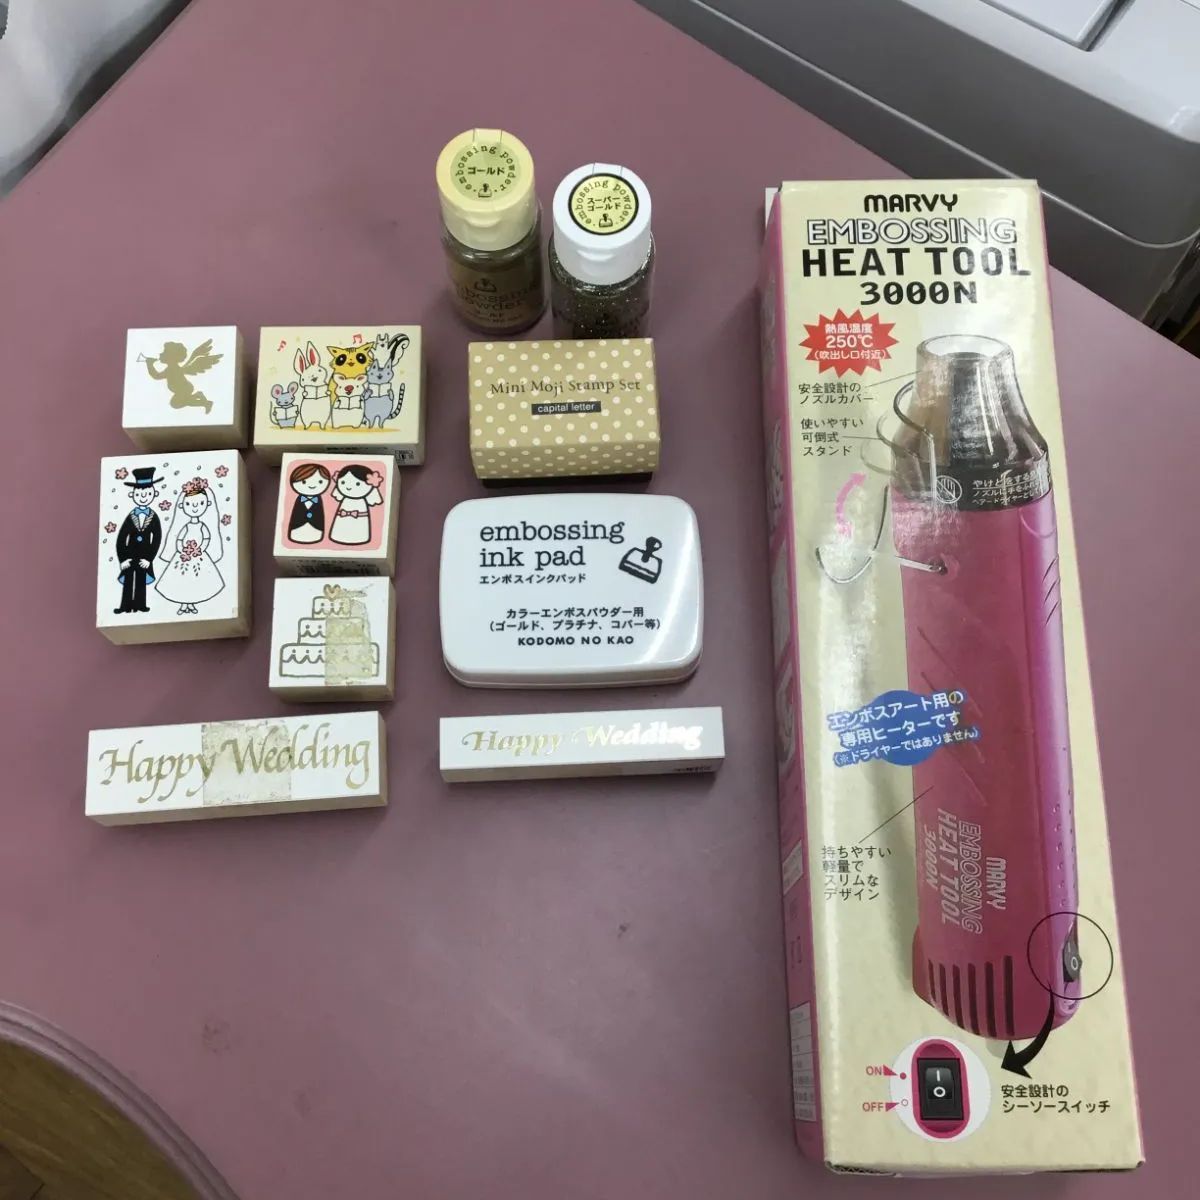 embossing powder
ゴールド
embossing powder
スーパー
ゴールド
embossing
powder
ゴールド
Mini Moji Stamp Set
capital letter
embossing
ink pad
エンボスインクパッド
カラーエンボスパウダー用
(ゴールド、プラチナ、コパー等)
KODOMO NO KAO
Happy Wedding
Happy Wedding
MARVY
EMBOSSING
HEAT TOOL
3000N
熱風温度
250℃
(吹出し口付近)
安全設計の
ノズルカバー
使いやすい
可倒式
スタンド
エンボスアート用の
専用ヒーターです
(※ドライヤーではありません)
持ちやすい
軽量で
スリムな
デザイン
MARVY
EMBOSSING
HEAT TOOL
3000N
ON
OFF
安全設計の
シーソースイッチ